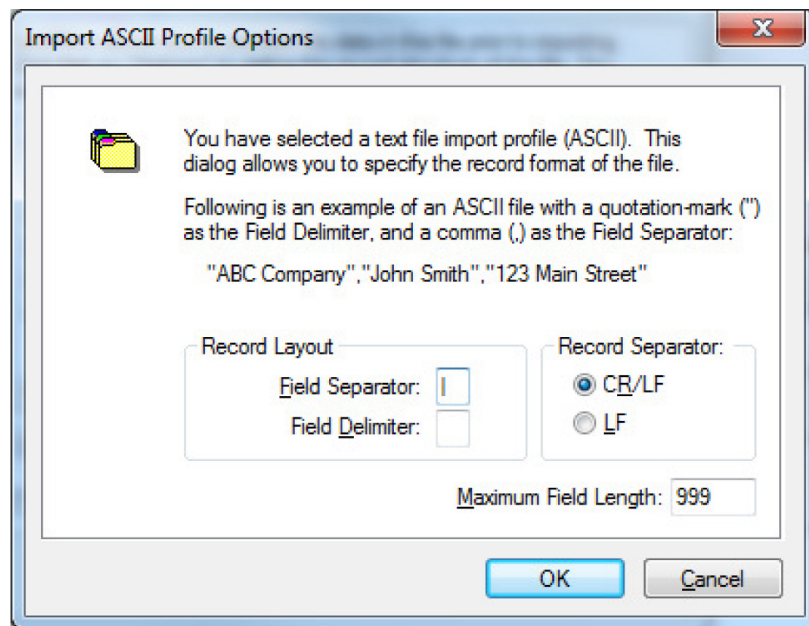 Import ASCII Profile Options
You have selected a text file import profile (ASCII).  This
dialog allows you to specify the record format of the file.
Following is an example of an ASCII file with a quotation-mark (")
as the Field Delimiter, and a comma (,) as the Field Separator:
"ABC Company","John Smith","123 Main Street"
Record Layout
Field Separator: |
Field Delimiter:
Record Separator:
CR/LF
LF
Maximum Field Length: 999
OK
Cancel